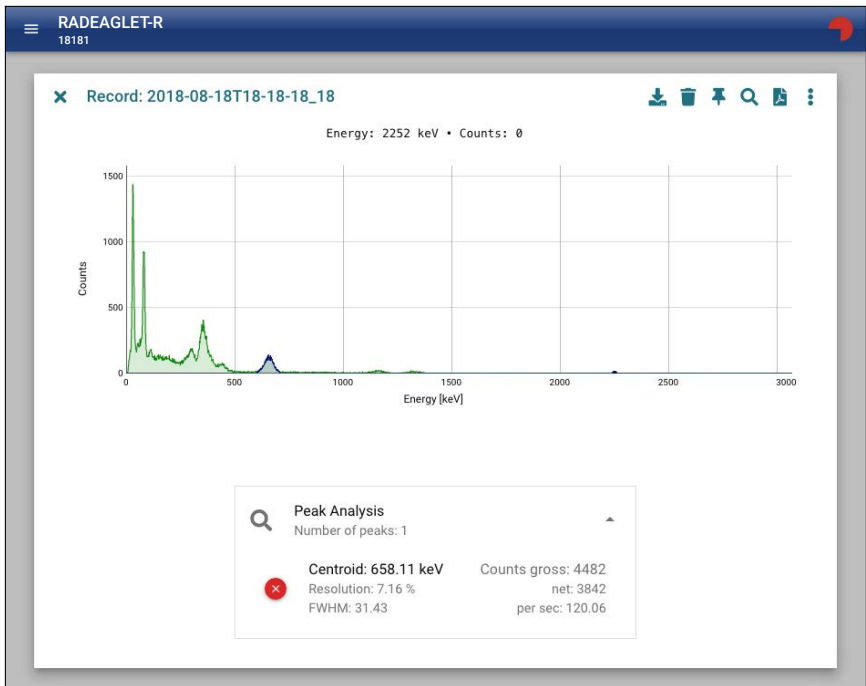 RADEAGLET-R
18181
Record: 2018-08-18T18-18-18_18
Energy: 2252 keV • Counts: 0
1500
1000
500
0
Counts
0 500 1000 1500 2000 2500 3000
Energy [keV]
Peak Analysis
Number of peaks: 1
Centroid: 658.11 keV Counts gross: 4482
Resolution: 7.16 % net: 3842
FWHM: 31.43 per sec: 120.06